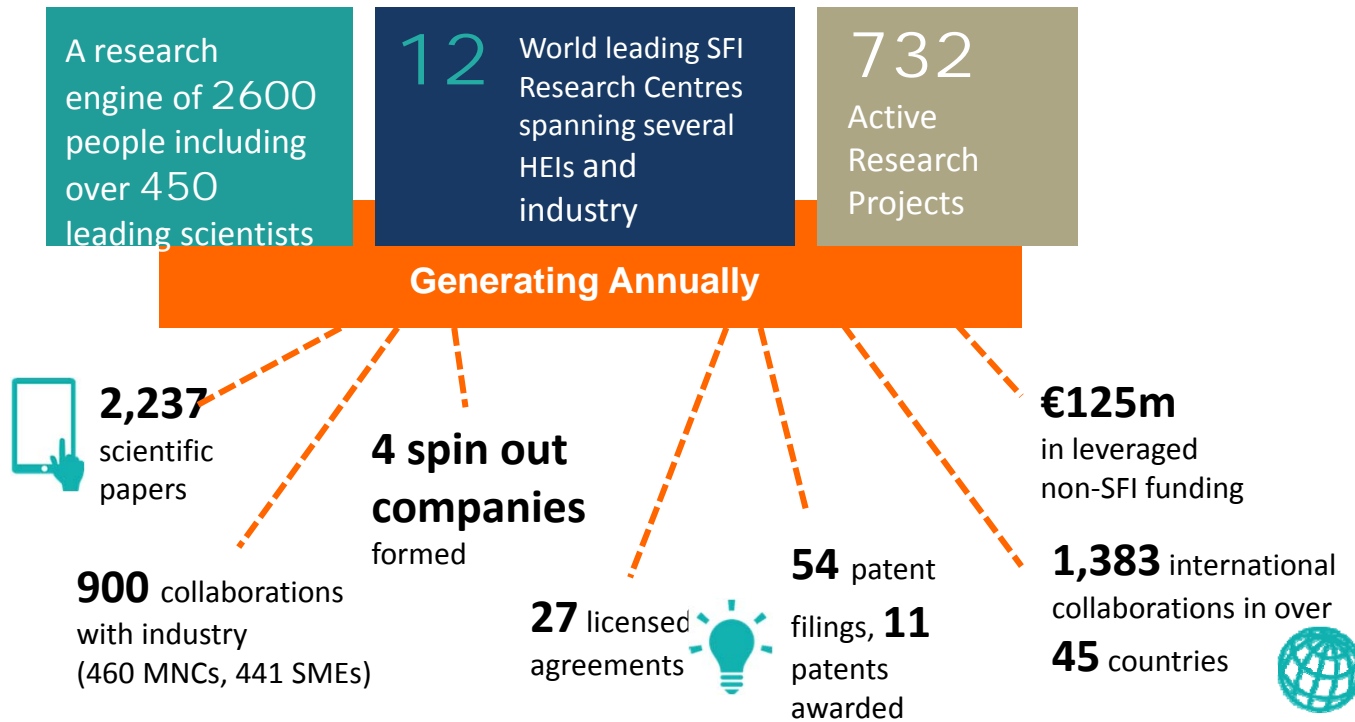 A research
engine of 2600
people including
over 450
leading scientists
12
World leading SFI
Research Centres
spanning several
HEIs and
industry
732
Active
Research
Projects
Generating Annually
2,237
scientific
papers
900 collaborations
with industry
(460 MNCs, 441 SMEs)
4 spin out
companies
formed
27 licensed
agreements
54 patent
filings, 11
patents
awarded
€125m
in leveraged
non-SFI funding
1,383 international
collaborations in over
45 countries